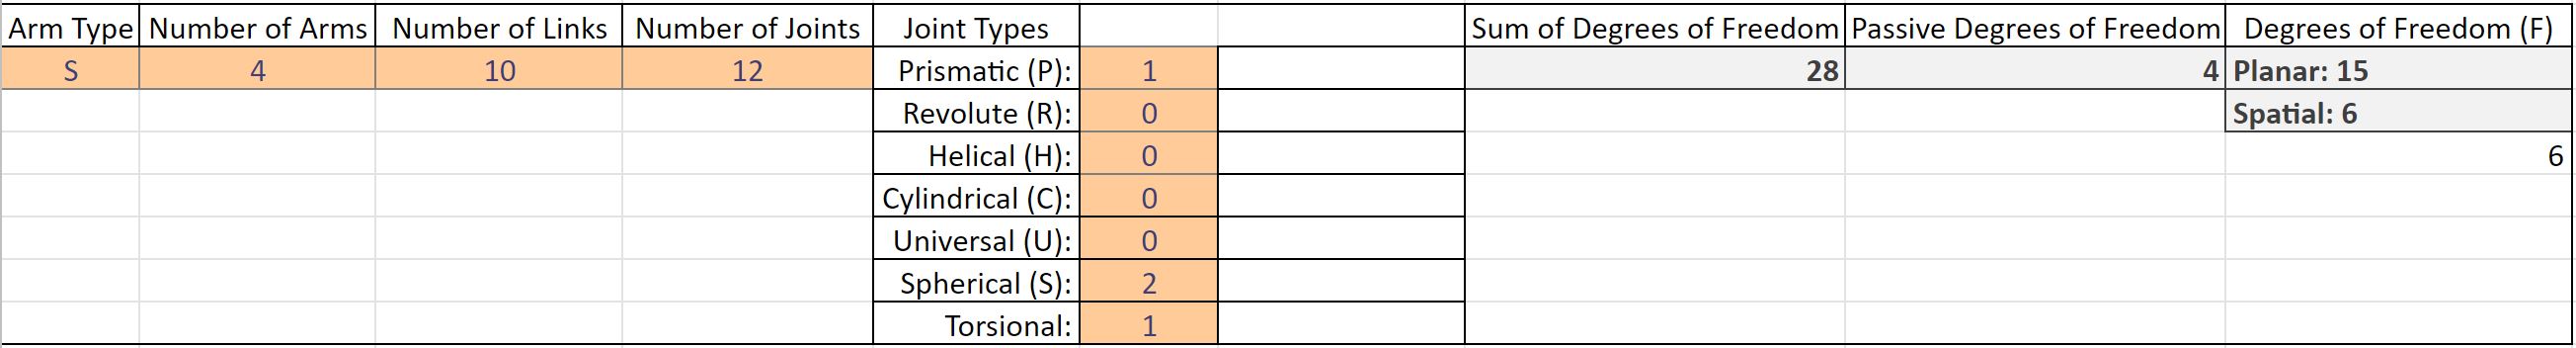 Arm Type Number of Arms Number of Links Number of Joints Joint Types Sum of Degrees of Freedom Passive Degrees of Freedom Degrees of Freedom (F)
S 4 10 12 Prismatic (P): 1 28 4 Planar: 15
Revolute (R): 0 Spatial: 6
Helical (H): 0 6
Cylindrical (C): 0
Universal (U): 0
Spherical (S): 2
Torsional: 1